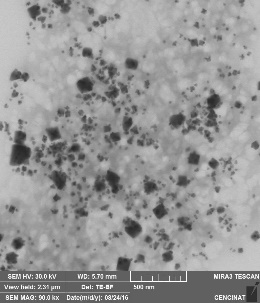 SEM HV: 30.0 kV WD: 5.70 mm MIRA3 TESCAN
View field: 2.31 µm Det: TE-BF 500 nm
SEM MAG: 90.0 kx Date(m/d/y): 08/24/16 CENCINAT